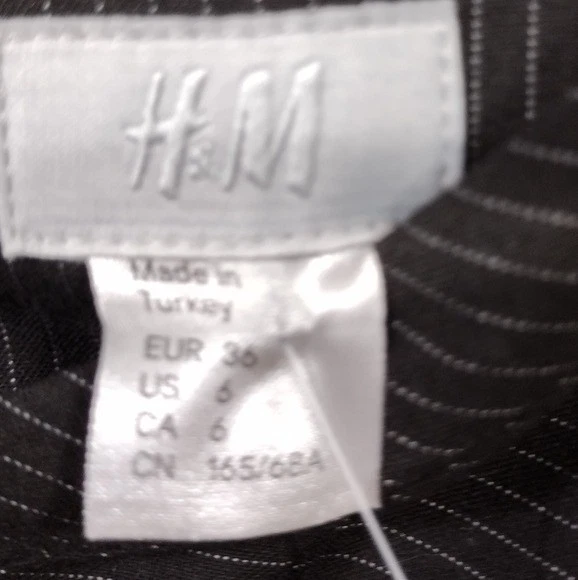 H&M
Made in
Turkey
EUR 36
US 6
CA 6
CN 165/68A